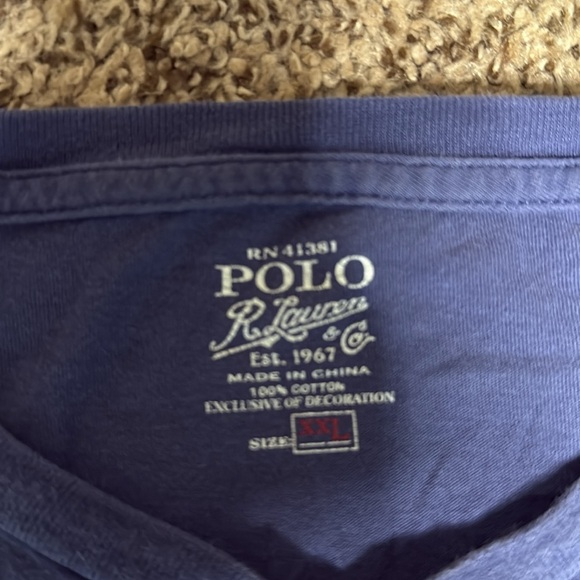 RN 41381
POLO
R. Lauren
& Co
Est. 1967
MADE IN CHINA
100% COTTON
EXCLUSIVE OF DECORATION
SIZE: XXL